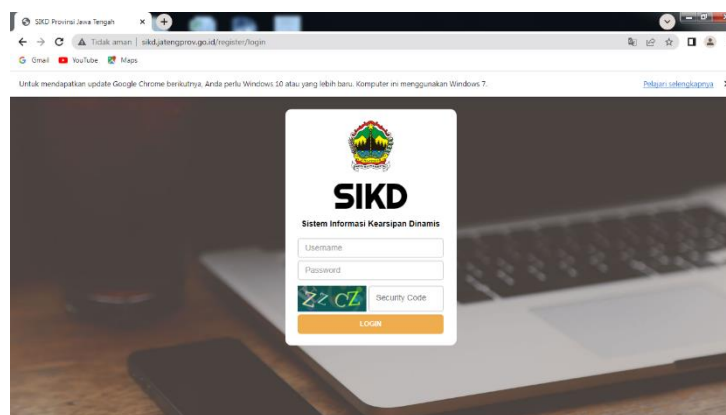 SIKD Provinsi Jawa Tengah
Tidak aman | sikd.jatengprov.go.id/register/login
Gmail YouTube Maps
Untuk mendapatkan update Google Chrome berikutnya, Anda perlu Windows 10 atau yang lebih baru. Komputer ini menggunakan Windows 7. Pelajari selengkapnya
SIKD
Sistem Informasi Kearsipan Dinamis
Username
Password
ZZ CZ Security Code
LOGIN